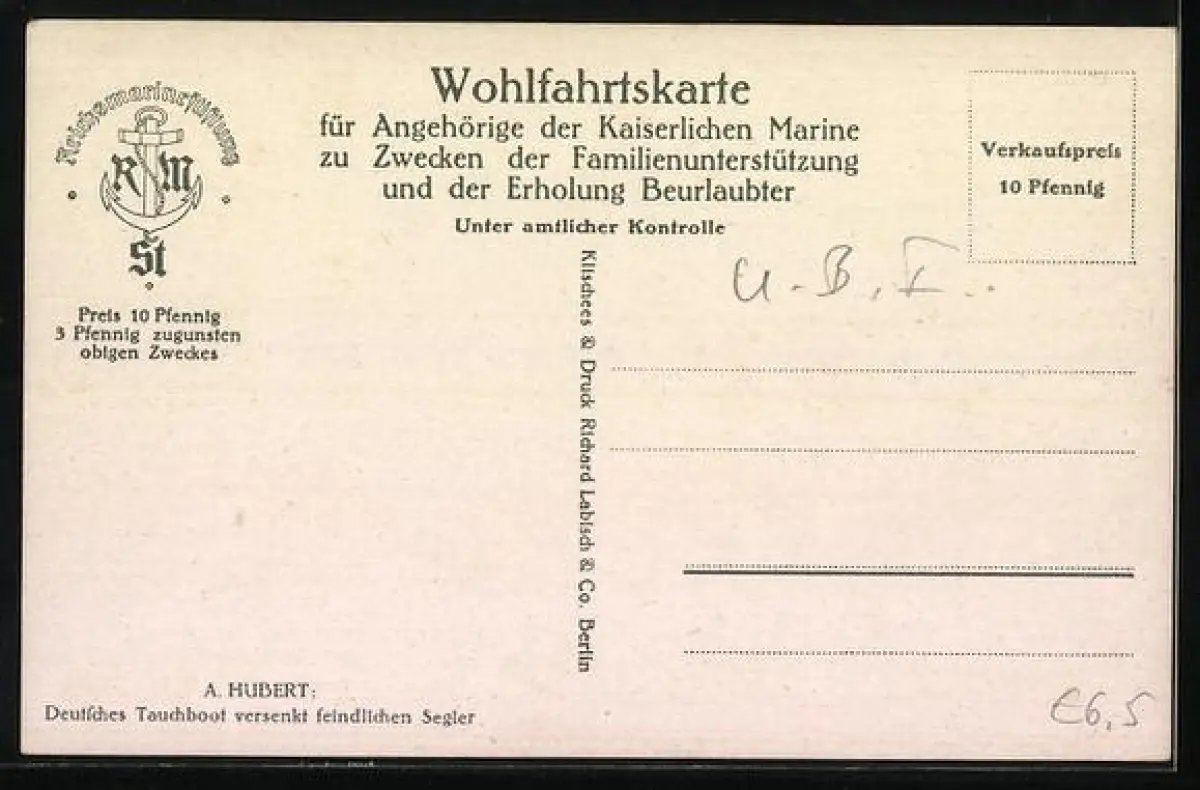 Reichsmarinestiftung
R M
St
Preis 10 Pfennig
3 Pfennig zugunsten
obigen Zweckes
Wohlfahrtskarte
für Angehörige der Kaiserlichen Marine
zu Zwecken der Familienunterstützung
und der Erholung Beurlaubter
Unter amtlicher Kontrolle
Verkaufspreis
10 Pfennig
U. B. I..
Klischees & Druck Richard Labisch & Co. Berlin
A. HUBERT:
Deutsches Tauchboot versenkt feindlichen Segler
€6,5